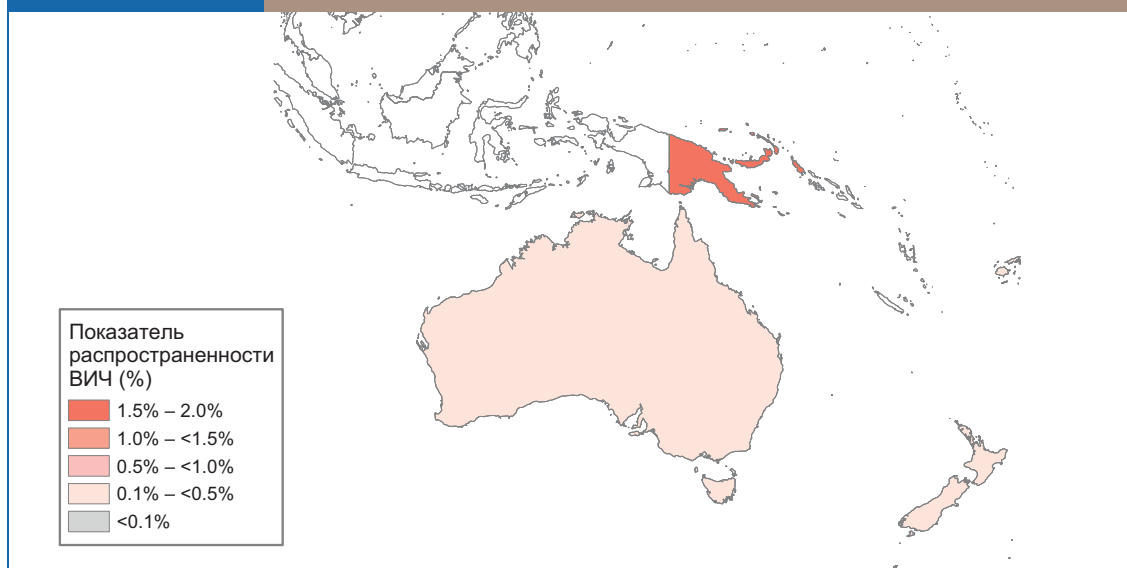 Показатель
распространенности
ВИЧ (%)
1.5% – 2.0%
1.0% – <1.5%
0.5% – <1.0%
0.1% – <0.5%
<0.1%